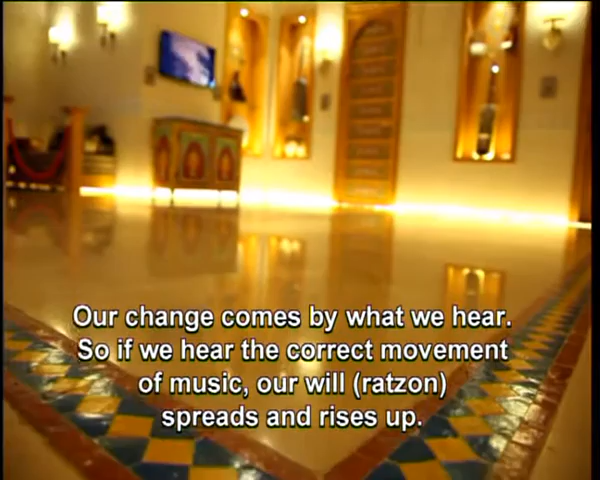 Our change comes by what we hear.
So if we hear the correct movement
of music, our will (ratzon)
spreads and rises up.